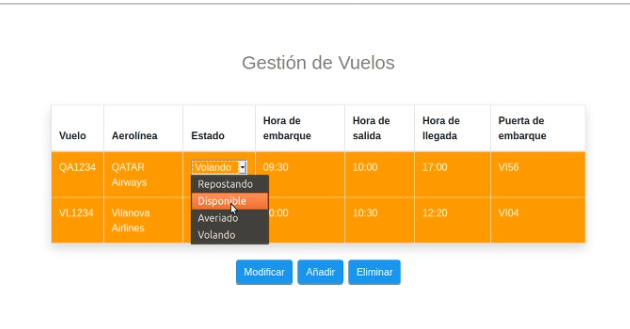 Gestión de Vuelos
Vuelo Aerolínea Estado Hora de embarque Hora de salida Hora de llegada Puerta de embarque
QA1234 QATAR Airways Volando 09:30 10:00 17:00 VI56
Repostando
Disponible
Averiado
Volando
VL1234 Vilanova Airlines 0:00 10:30 12:20 VI04
Modificar Añadir Eliminar